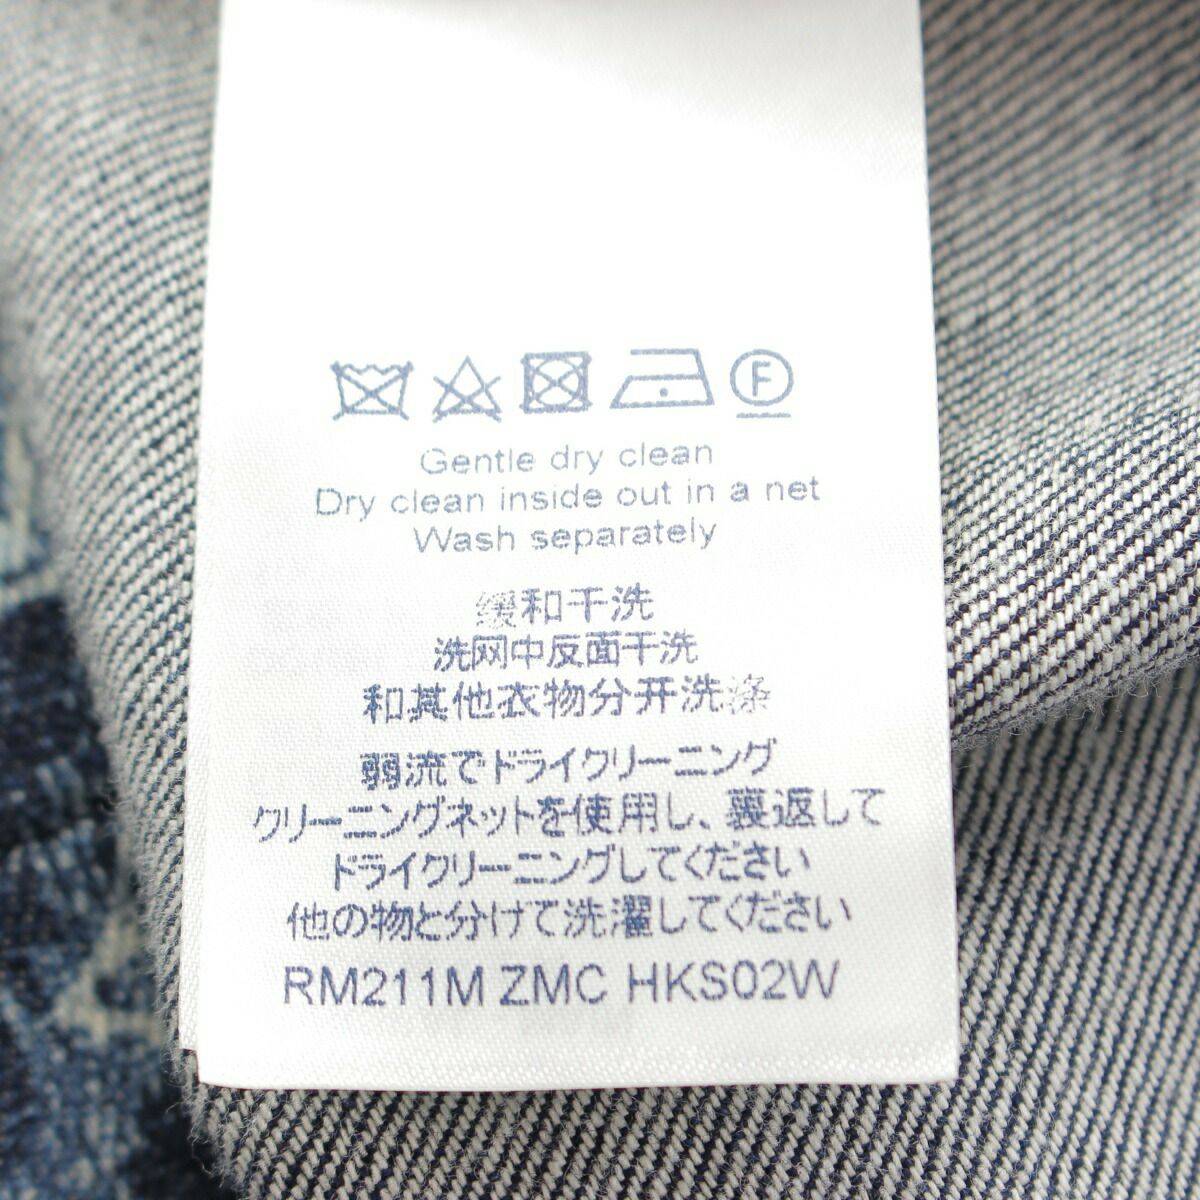 F
Gentle dry clean
Dry clean inside out in a net
Wash separately
缓和干洗
洗网中反面干洗
和其他衣物分开洗涤
弱流でドライクリーニング
クリーニングネットを使用し、裏返して
ドライクリーニングしてください
他の物と分けて洗濯してください
RM211M ZMC HKS02W